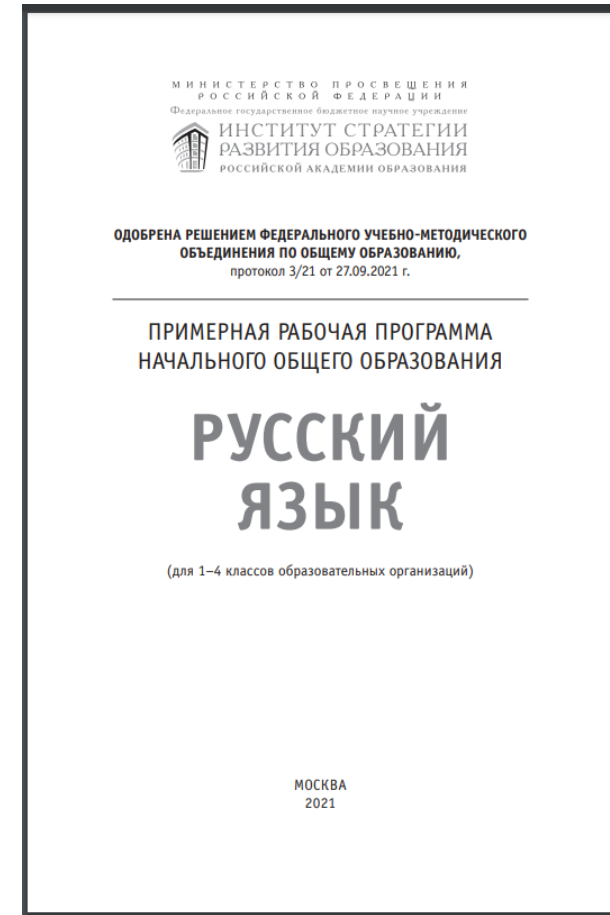 МИНИСТЕРСТВО ПРОСВЕЩЕНИЯ
РОССИЙСКОЙ ФЕДЕРАЦИИ
Федеральное государственное бюджетное научное учреждение
ИНСТИТУТ СТРАТЕГИИ
РАЗВИТИЯ ОБРАЗОВАНИЯ
РОССИЙСКОЙ АКАДЕМИИ ОБРАЗОВАНИЯ
ОДОБРЕНА РЕШЕНИЕМ ФЕДЕРАЛЬНОГО УЧЕБНО-МЕТОДИЧЕСКОГО
ОБЪЕДИНЕНИЯ ПО ОБЩЕМУ ОБРАЗОВАНИЮ,
протокол 3/21 от 27.09.2021 г.
ПРИМЕРНАЯ РАБОЧАЯ ПРОГРАММА
НАЧАЛЬНОГО ОБЩЕГО ОБРАЗОВАНИЯ
РУССКИЙ
ЯЗЫК
(для 1–4 классов образовательных организаций)
МОСКВА
2021